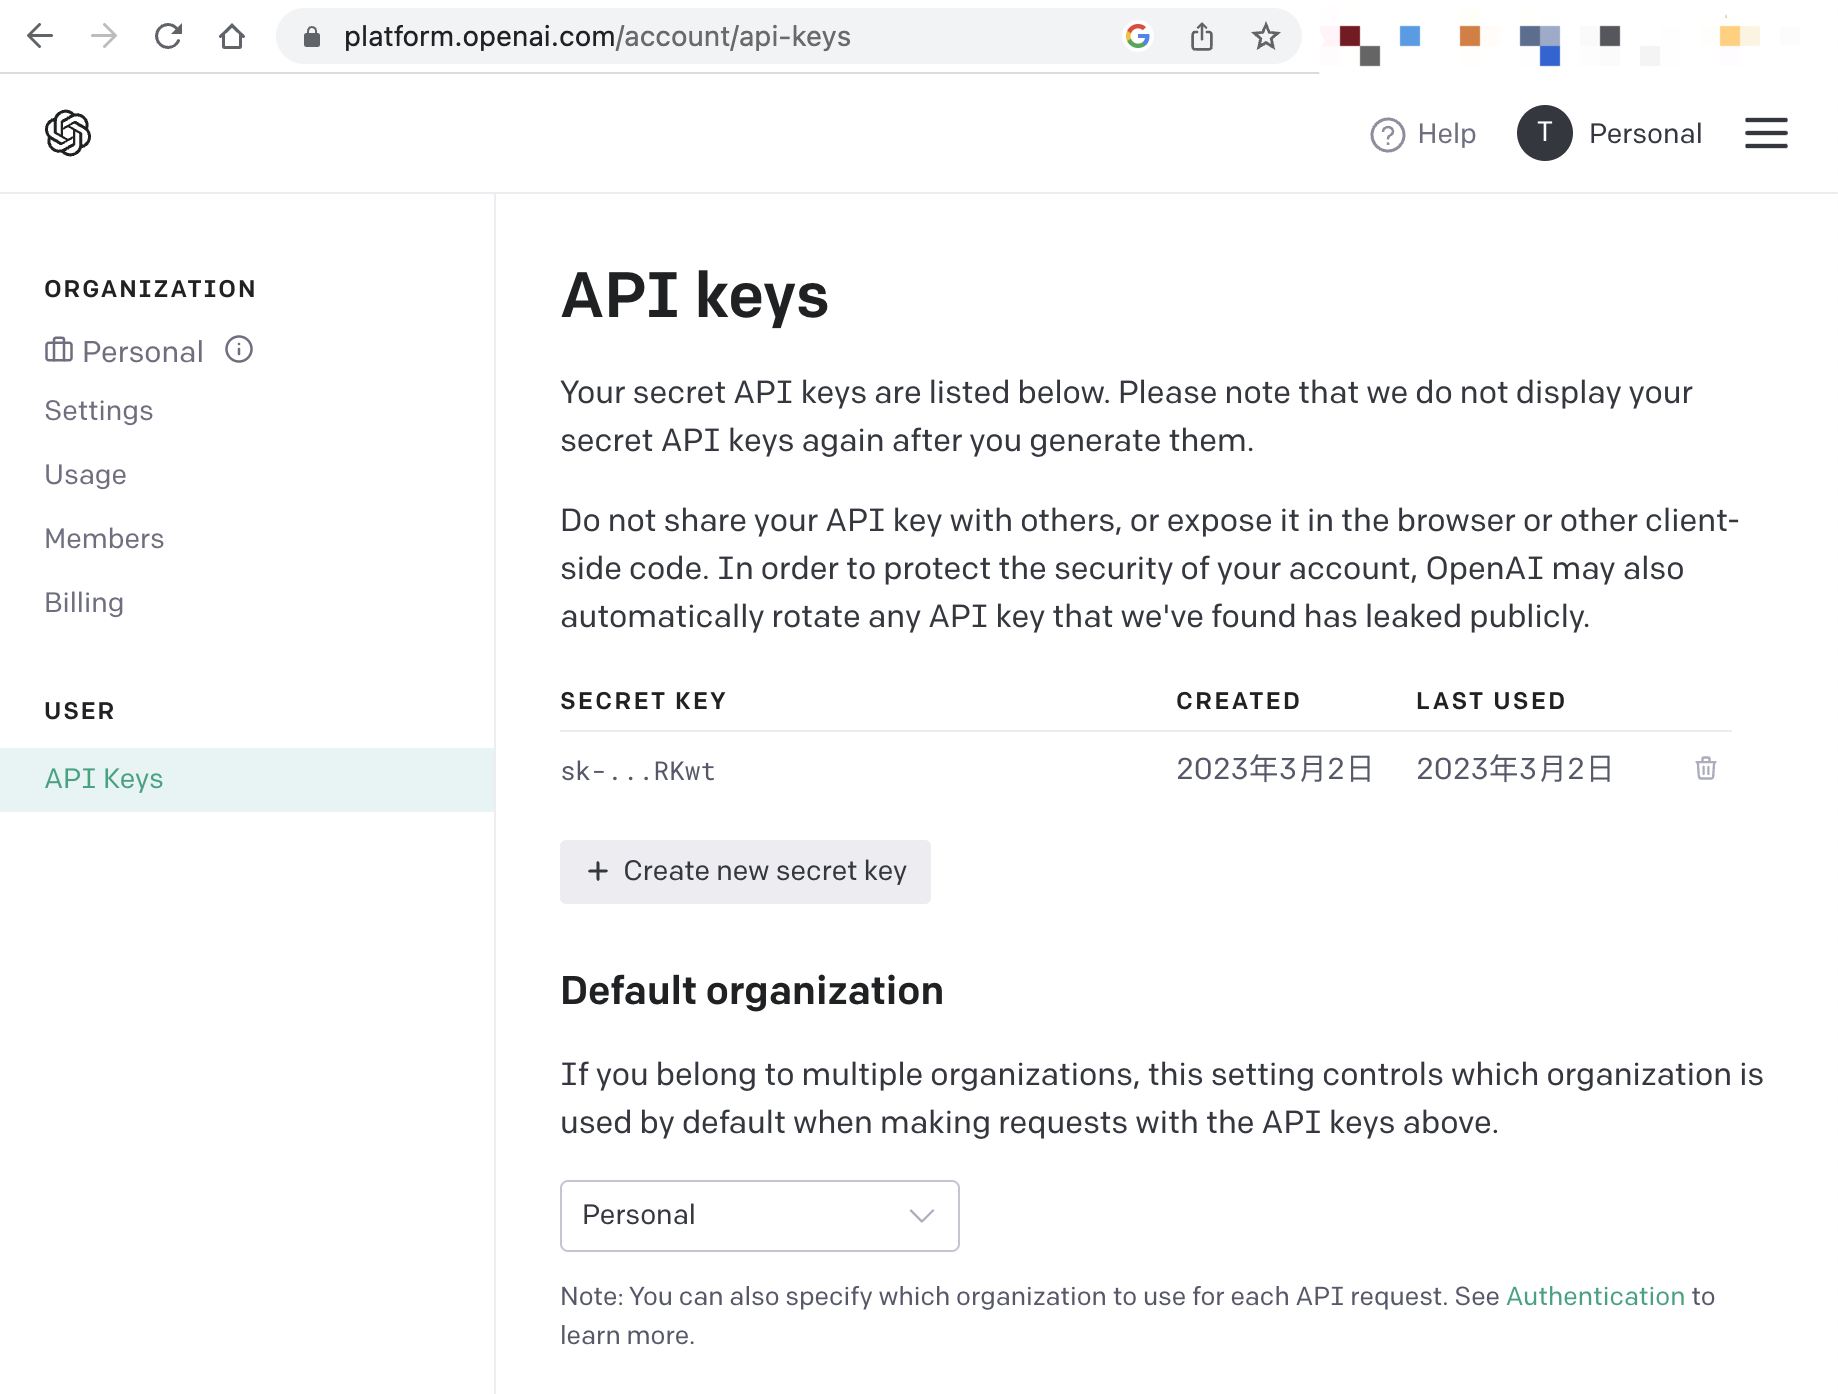 platform.openai.com/account/api-keys
Help
T
Personal
ORGANIZATION
Personal
Settings
Usage
Members
Billing
USER
API Keys
API keys
Your secret API keys are listed below. Please note that we do not display your
secret API keys again after you generate them.
Do not share your API key with others, or expose it in the browser or other client-
side code. In order to protect the security of your account, OpenAI may also
automatically rotate any API key that we've found has leaked publicly.
SECRET KEY CREATED LAST USED
sk-...RKwt 2023年3月2日 2023年3月2日
+ Create new secret key
Default organization
If you belong to multiple organizations, this setting controls which organization is
used by default when making requests with the API keys above.
Personal
Note: You can also specify which organization to use for each API request. See Authentication to
learn more.